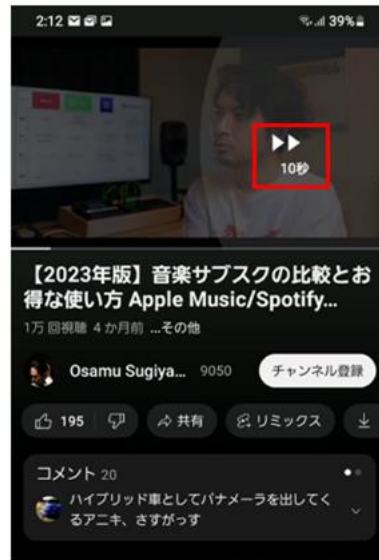 2:12
39%
10秒
【2023年版】音楽サブスクの比較とお
得な使い方 Apple Music/Spotify...
1万 回視聴 4 か月前 ...その他
Osamu Sugiya... 9050 チャンネル登録
195 共有 リミックス
コメント 20
ハイブリッド車としてパナメーラを出してく
るアニキ、さすがっす